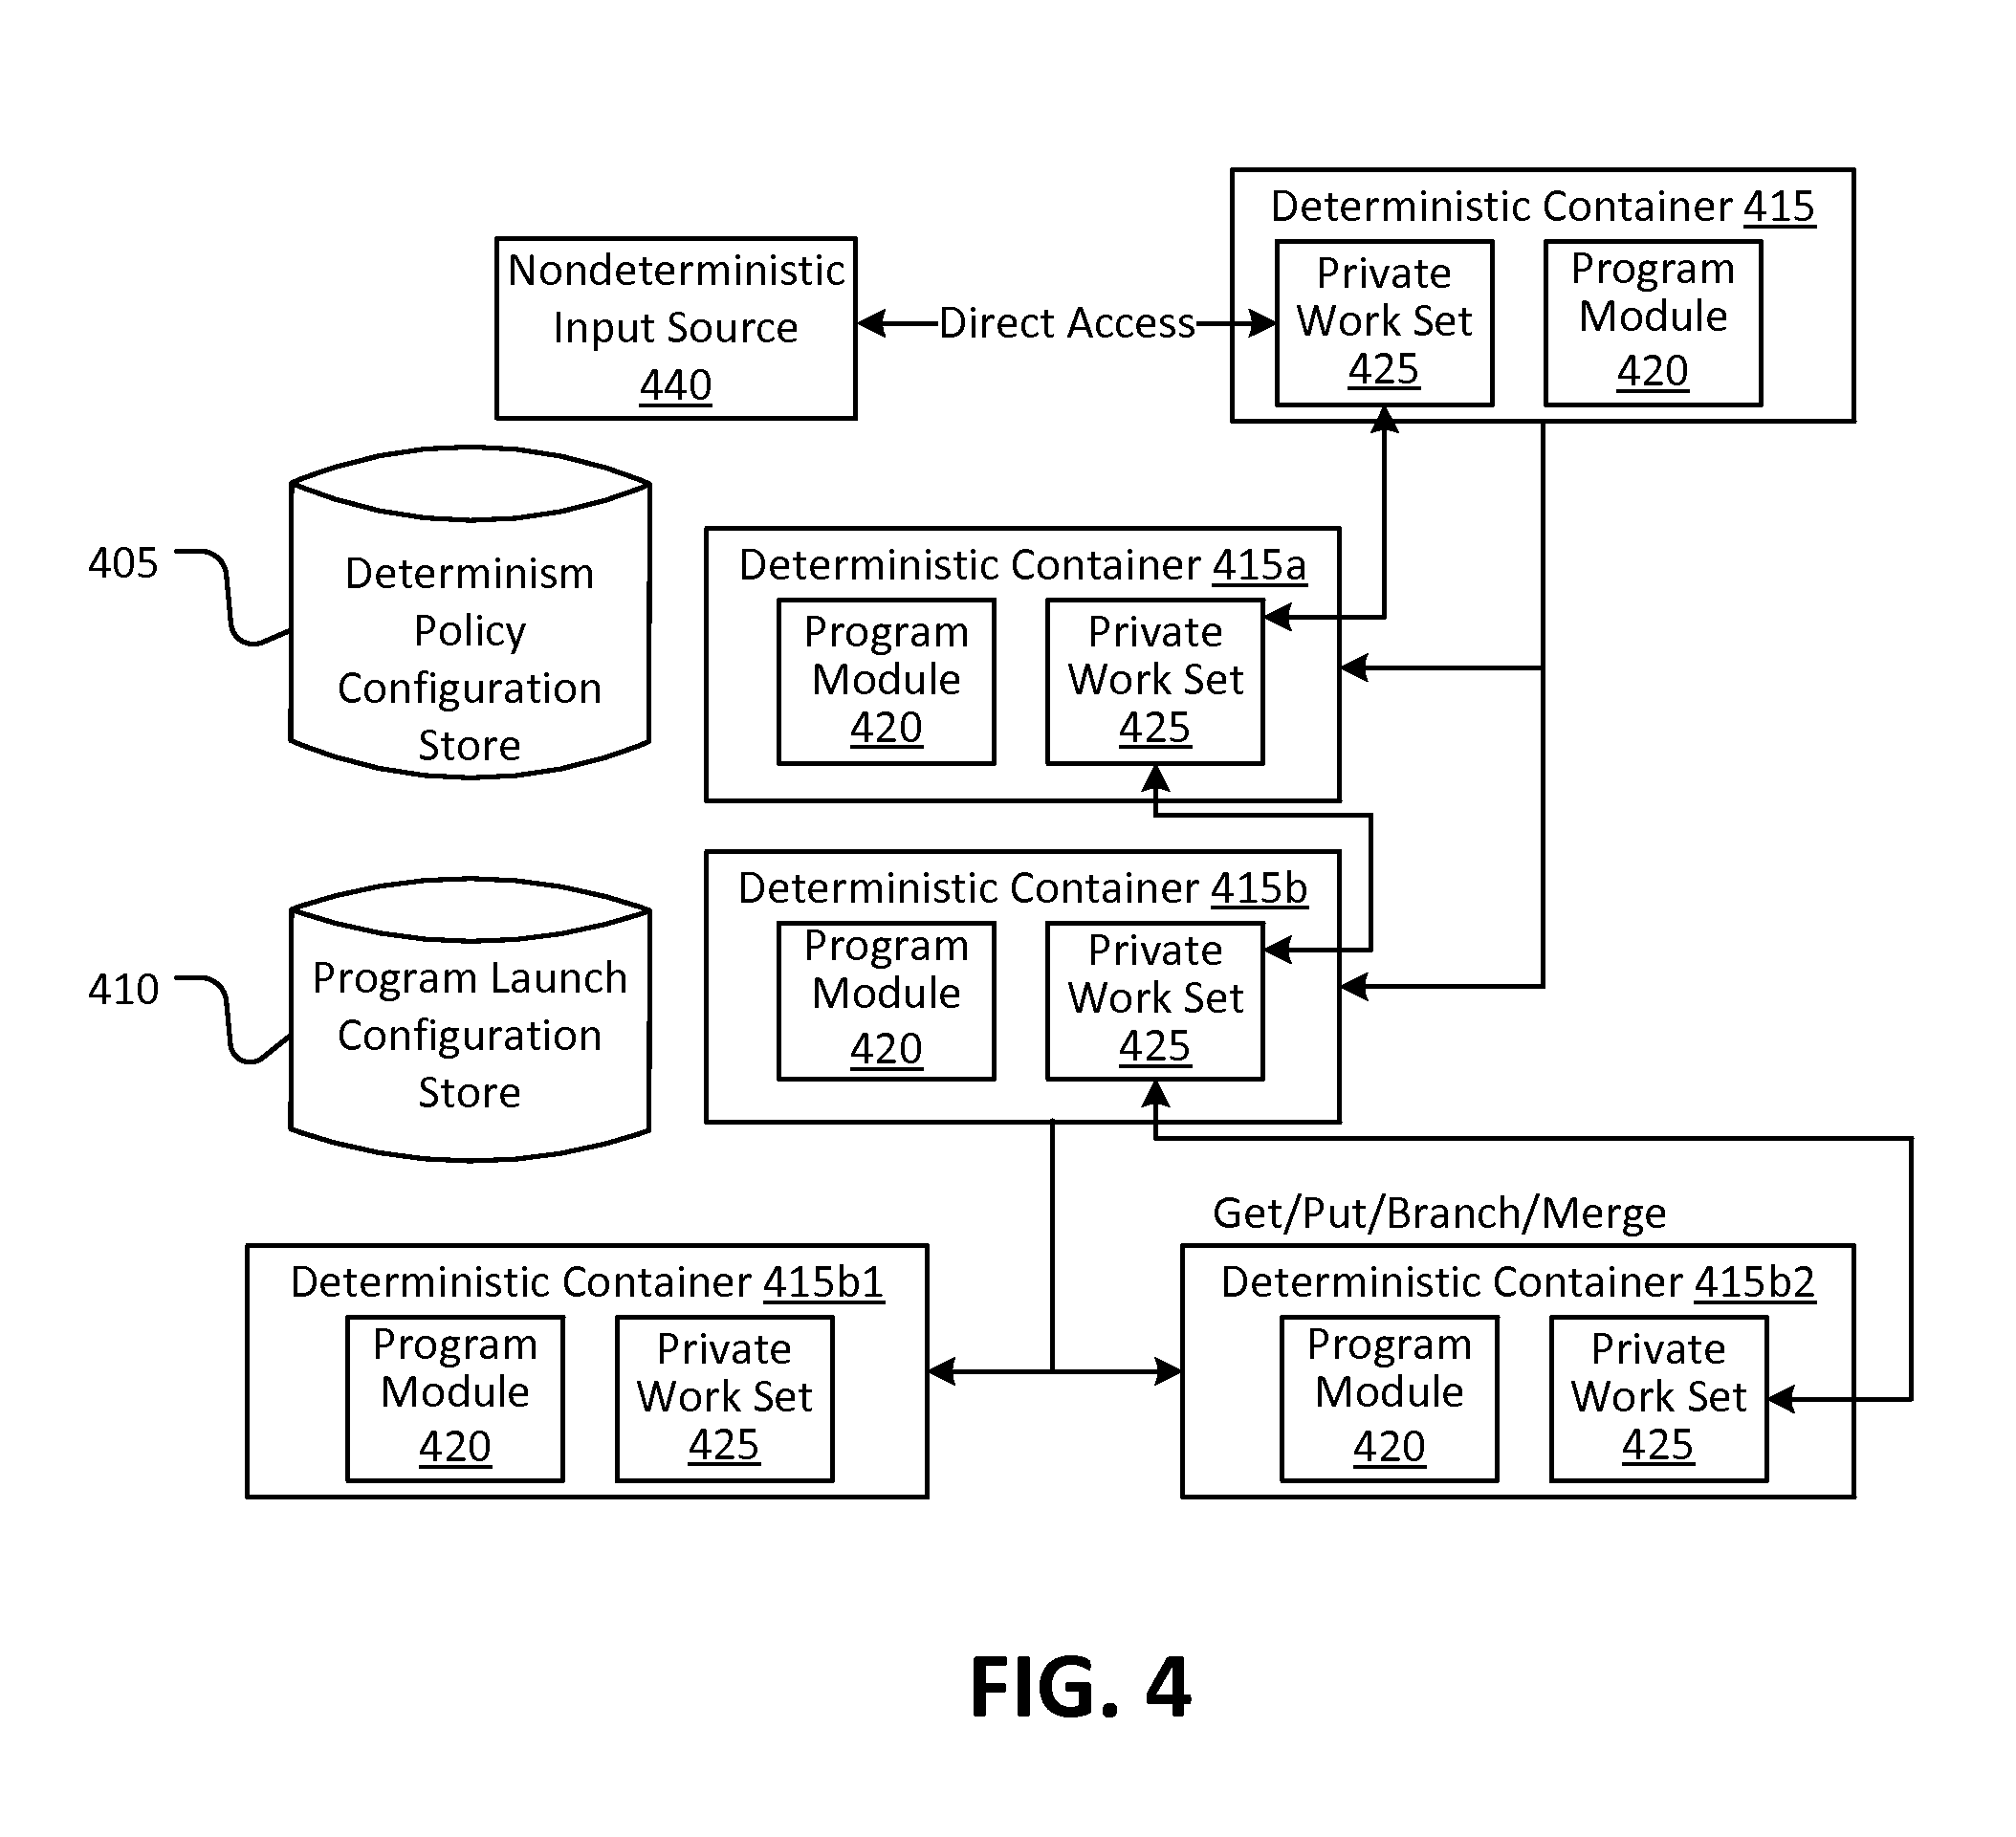 Deterministic Container 415
Private
Work Set
425
Program
Module
420
Nondeterministic
Input Source
440
Direct Access
405
Determinism
Policy
Configuration
Store
Deterministic Container 415a
Program
Module
420
Private
Work Set
425
410
Program Launch
Configuration
Store
Deterministic Container 415b
Program
Module
420
Private
Work Set
425
Get/Put/Branch/Merge
Deterministic Container 415b1
Program
Module
420
Private
Work Set
425
Deterministic Container 415b2
Program
Module
420
Private
Work Set
425
FIG. 4